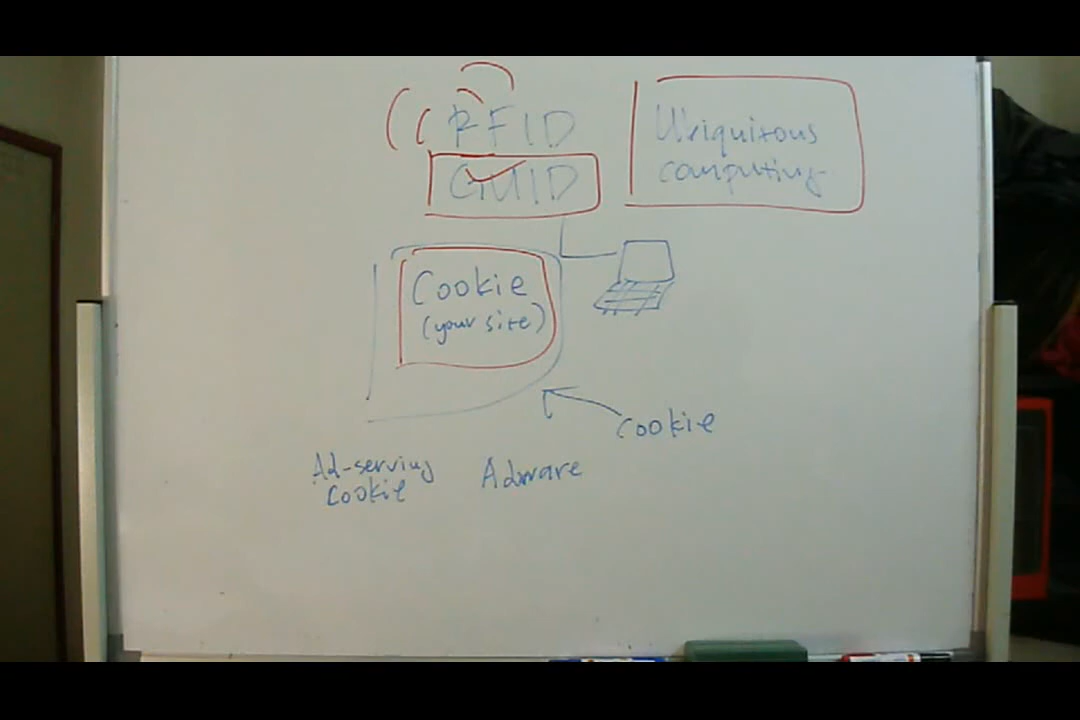 RFID
GUID
Ubiquitous
computing
Cookie
(your site)
Cookie
Ad-serving
Cookie
Adware